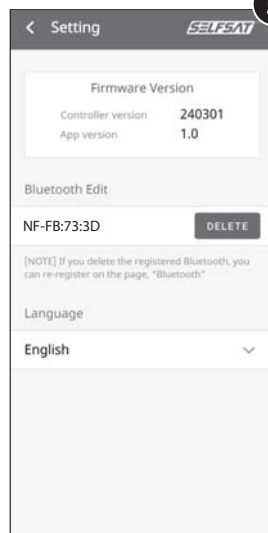 Setting
SELFSAT
Firmware Version
Controller version 240301
App version 1.0
Bluetooth Edit
NF-FB:73:3D DELETE
[NOTE] If you delete the registered Bluetooth, you
can re-register on the page, "Bluetooth"
Language
English